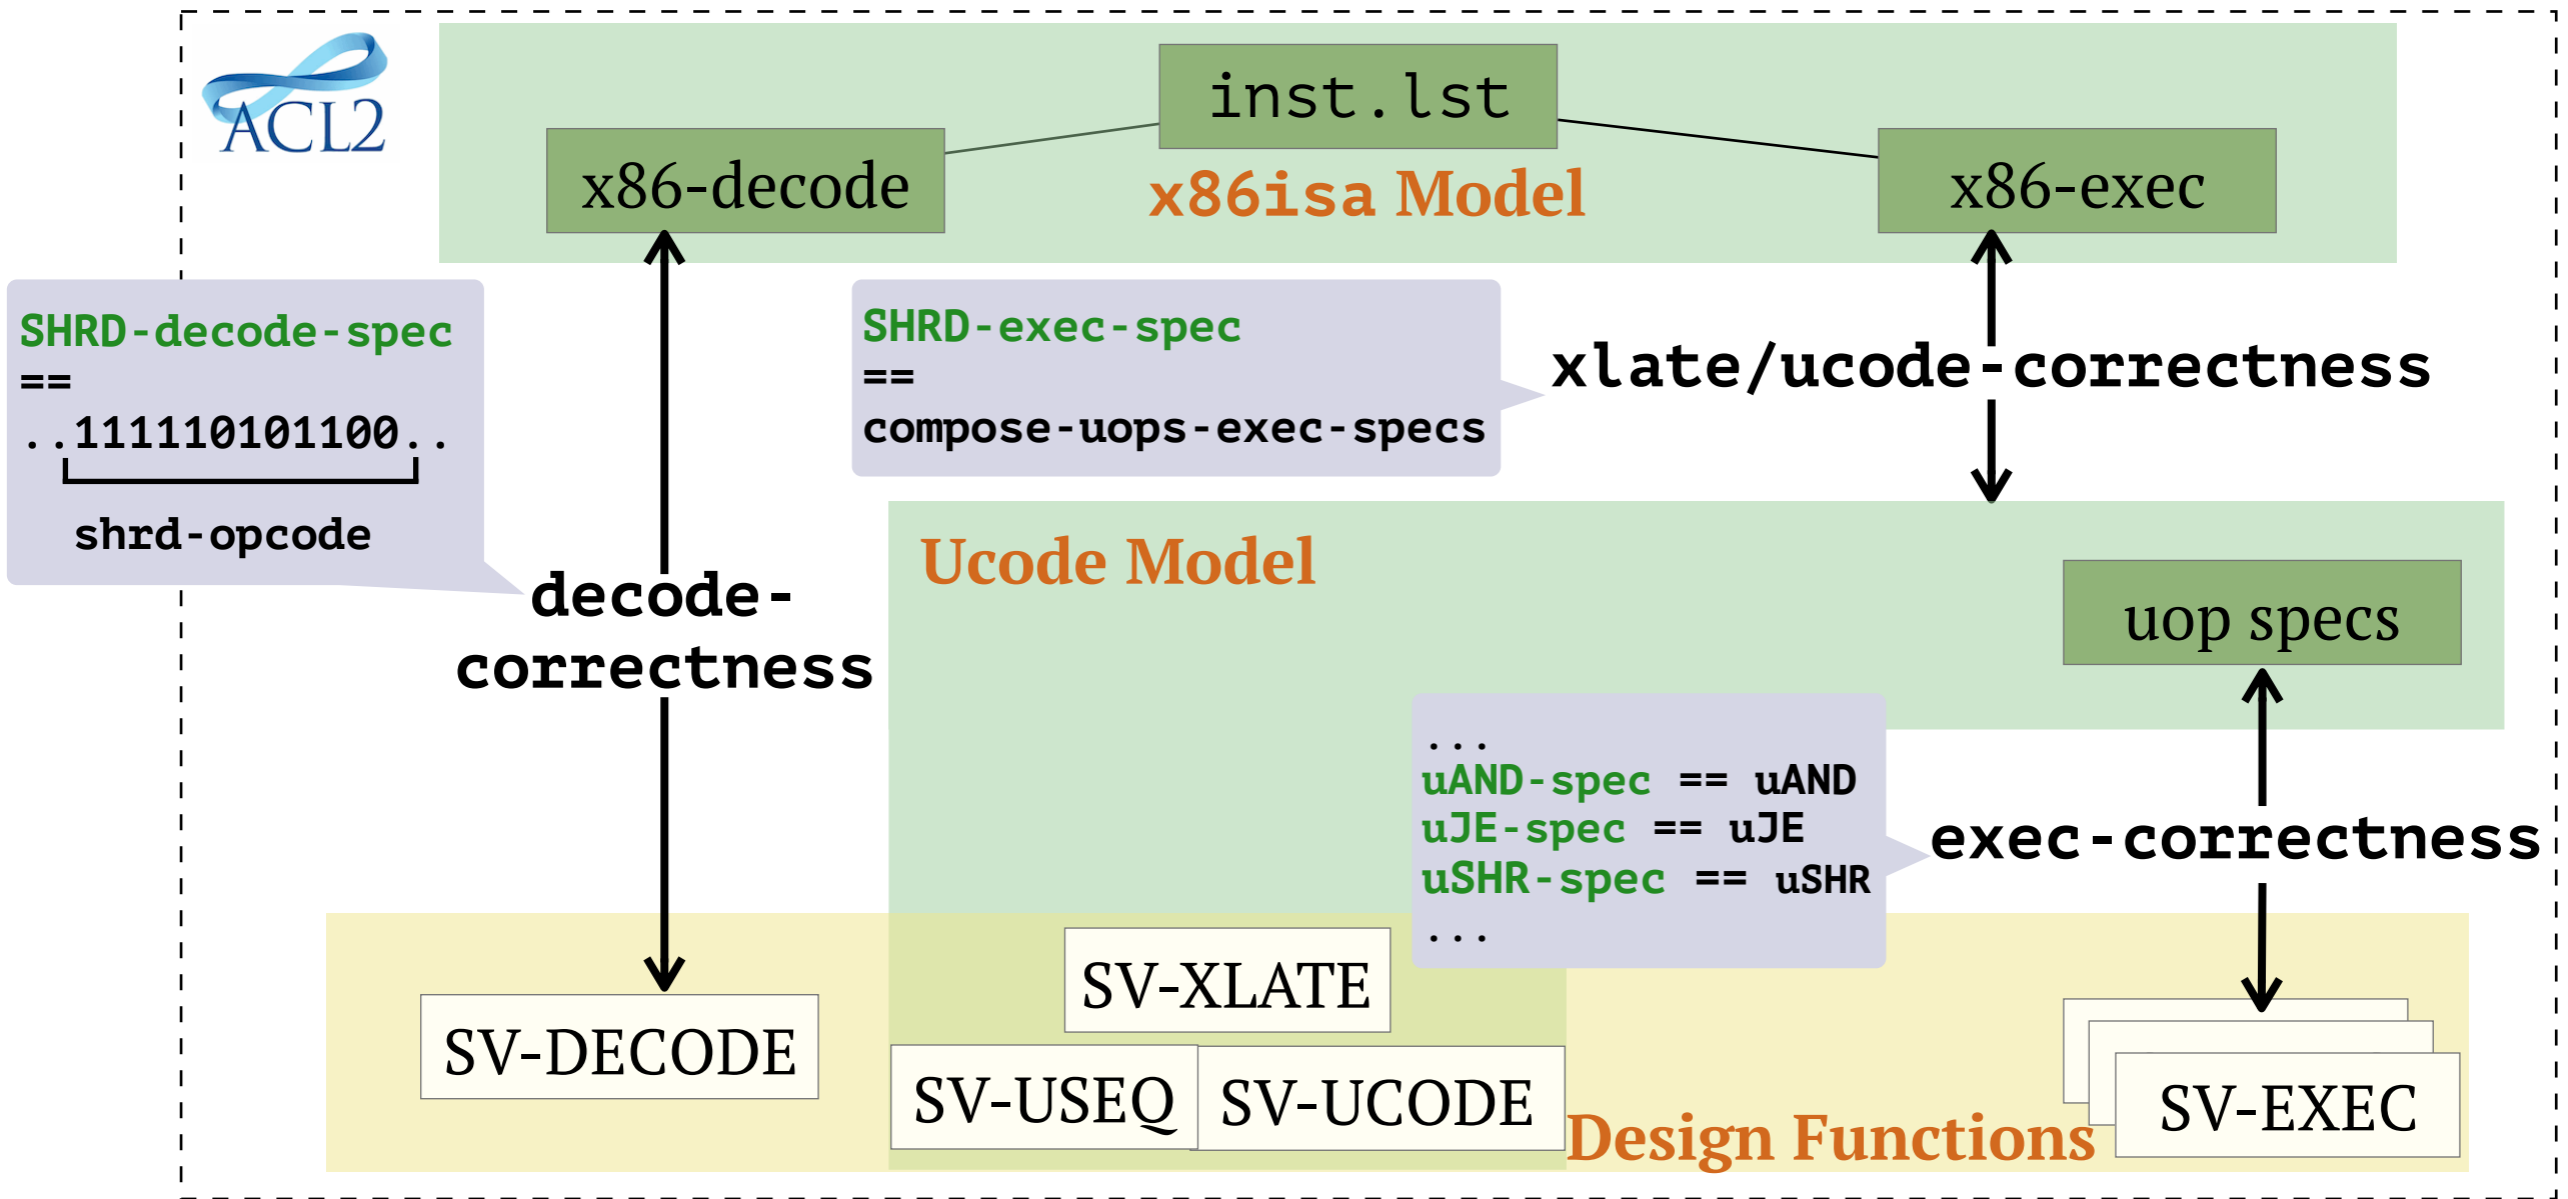 ACL2
inst.lst
x86-decode
x86isa Model
x86-exec
SHRD-decode-spec
==
..111110101100..
shrd-opcode
SHRD-exec-spec
==
compose-uops-exec-specs
xlate/ucode-correctness
decode-
correctness
Ucode Model
uop specs
...
uAND-spec == uAND
uJE-spec == uJE
uSHR-spec == uSHR
...
exec-correctness
SV-DECODE
SV-XLATE
SV-USEQ
SV-UCODE
Design Functions
SV-EXEC